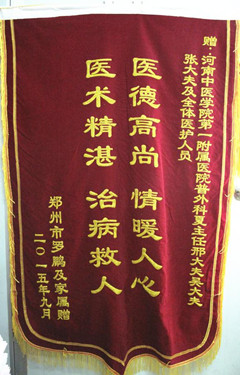 赠:河南中医学院第一附属医院普外科夏主任邢大夫吴大夫
张大夫及全体医护人员
医德高尚 情暖人心
医术精湛 治病救人
郑州市罗鹏及家属赠
二〇一五年九月